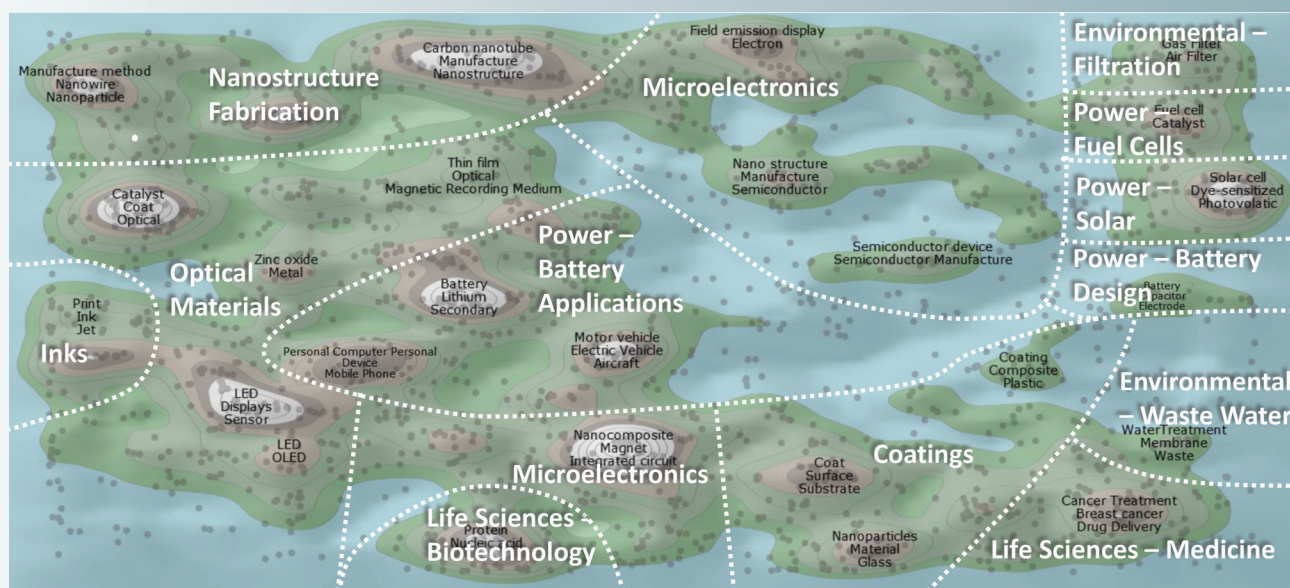 Manufacture method
Nanowire
Nanoparticle
Nanostructure
Fabrication
Carbon nanotube
Manufacture
Nanostructure
Field emission display
Electron
Microelectronics
Environmental –
Filtration
Gas Filter
Air Filter
Power –
Fuel Cells
Fuel cell
Catalyst
Thin film
Optical
Magnetic Recording Medium
Nano structure
Manufacture
Semiconductor
Power –
Solar
Solar cell
Dye-sensitized
Photovolatic
Catalyst
Coat
Optical
Zinc oxide
Metal
Optical
Materials
Power –
Battery
Applications
Battery
Lithium
Secondary
Semiconductor device
Semiconductor Manufacture
Power – Battery
Design
Battery
Capacitor
Electrode
Print
Ink
Jet
Inks
Personal Computer Personal
Device
Mobile Phone
Motor vehicle
Electric Vehicle
Aircraft
Coating
Composite
Plastic
Environmental
– Waste Water
WaterTreatment
Membrane
Waste
LED
Displays
Sensor
LED
OLED
Nanocomposite
Magnet
Integrated circuit
Microelectronics
Coatings
Coat
Surface
Substrate
Life Sciences –
Biotechnology
Protein
Nucleic acid
Nanoparticles
Material
Glass
Cancer Treatment
Breast cancer
Drug Delivery
Life Sciences – Medicine